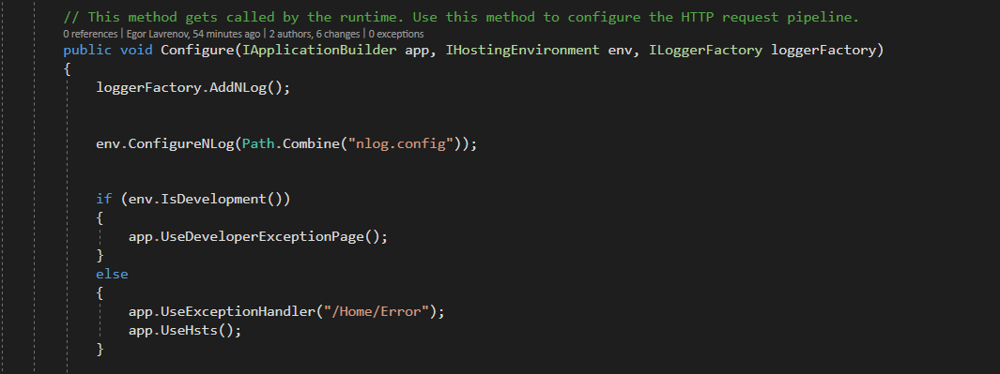 // This method gets called by the runtime. Use this method to configure the HTTP request pipeline.
0 references | Egor Lavrenov, 54 minutes ago | 2 authors, 6 changes | 0 exceptions
public void Configure(IApplicationBuilder app, IHostingEnvironment env, ILoggerFactory loggerFactory)
{
loggerFactory.AddNLog();
env.ConfigureNLog(Path.Combine("nlog.config"));
if (env.IsDevelopment())
{
app.UseDeveloperExceptionPage();
}
else
{
app.UseExceptionHandler("/Home/Error");
app.UseHsts();
}